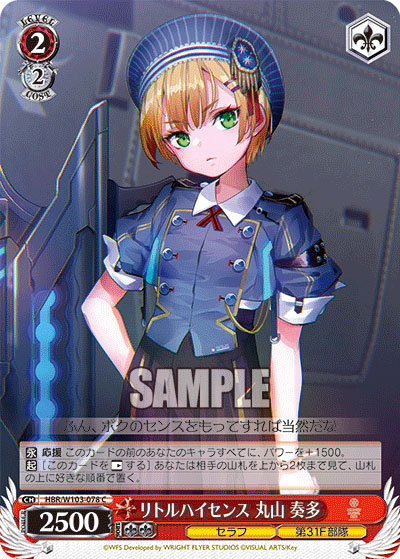 LEVEL
2
2
COST
SAMPLE
ふん、ボクのセンスをもってすれば当然だな
永 応援 このカードの前のあなたのキャラすべてに、パワーを+1500。
起 [このカードを する] あなたは相手の山札を上から2枚まで見て、山札
の上に好きな順番で置く。
CH HBR/W103-078 C
2500
リトルハイセンス 丸山 奏多
セラフ
第31F部隊
©WFS Developed by WRIGHT FLYER STUDIOS ©VISUAL ARTS/Key